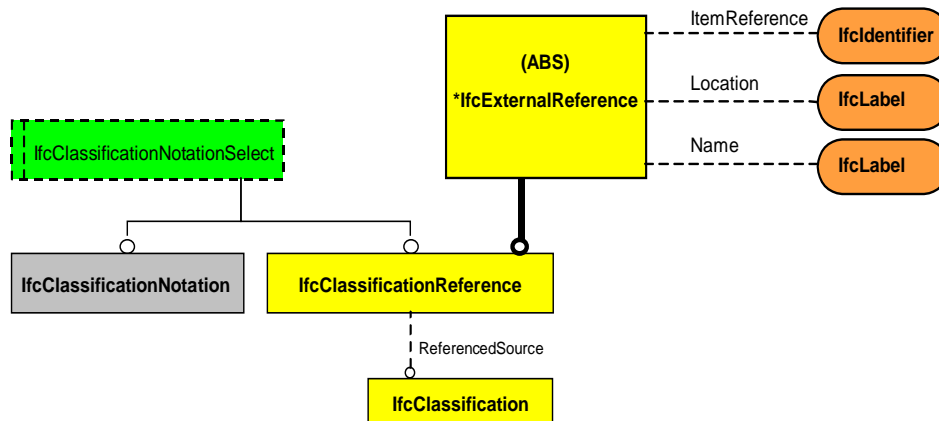 ItemReference
IfcIdentifier
(ABS)
*IfcExternalReference
Location
IfcLabel
Name
IfcLabel
IfcClassificationNotationSelect
IfcClassificationNotation
IfcClassificationReference
ReferencedSource
IfcClassification